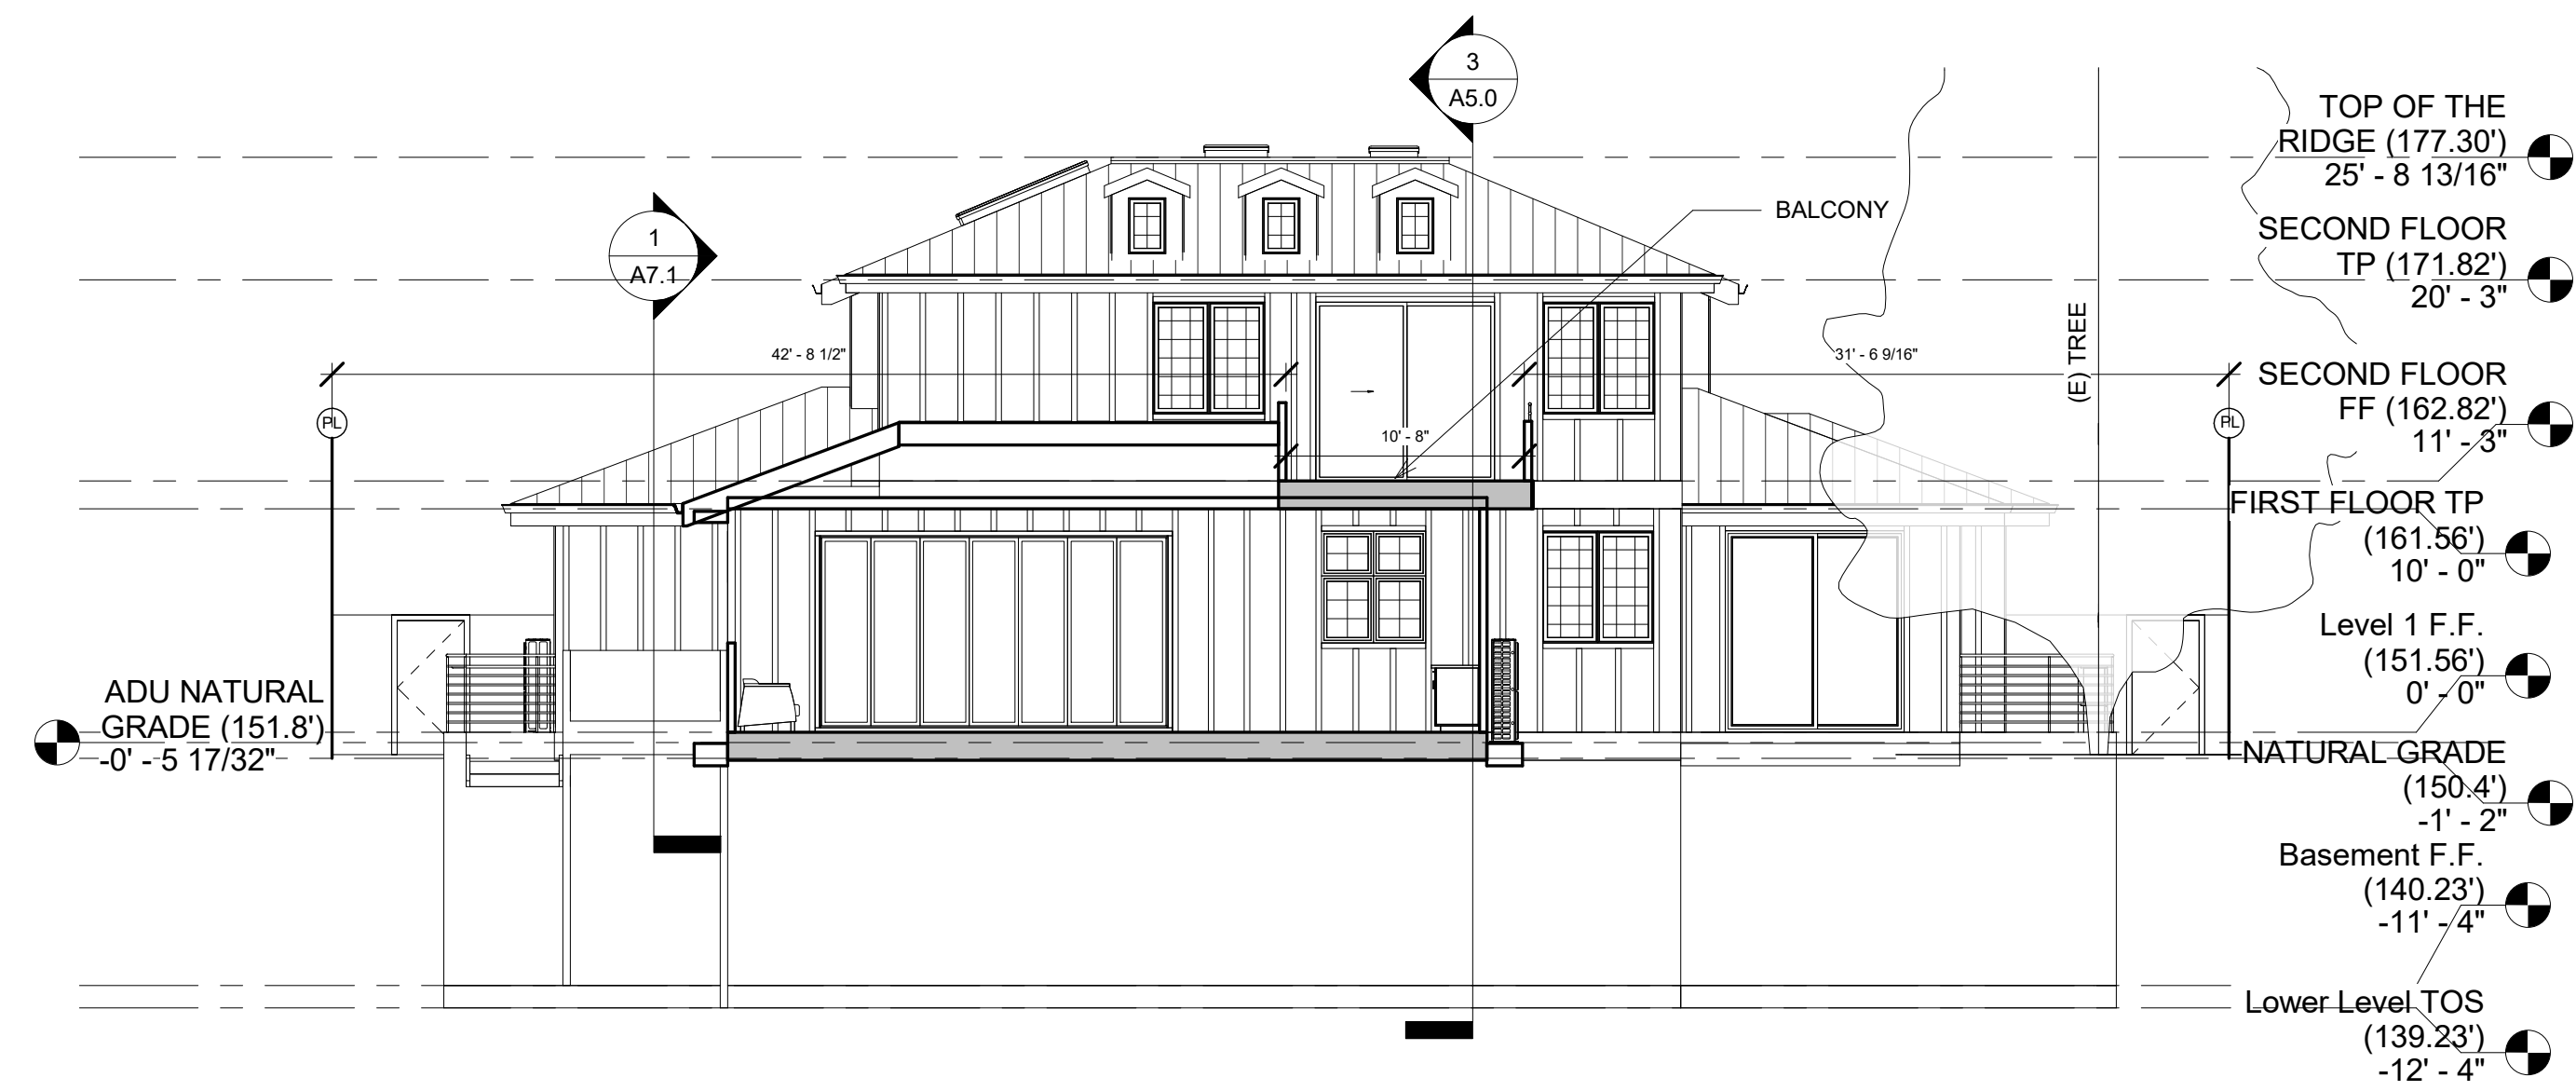 3
A5.0
TOP OF THE
RIDGE (177.30')
25' - 8 13/16"
1
A7.1
BALCONY
SECOND FLOOR
TP (171.82')
20' - 3"
42' - 8 1/2"
31' - 6 9/16"
(E) TREE
SECOND FLOOR
FF (162.82')
11' - 3"
PL
PL
10' - 8"
FIRST FLOOR TP
(161.56')
10' - 0"
Level 1 F.F.
(151.56')
0' - 0"
ADU NATURAL
GRADE (151.8')
-0' - 5 17/32"
NATURAL GRADE
(150.4')
-1' - 2"
Basement F.F.
(140.23')
-11' - 4"
Lower Level TOS
(139.23')
-12' - 4"